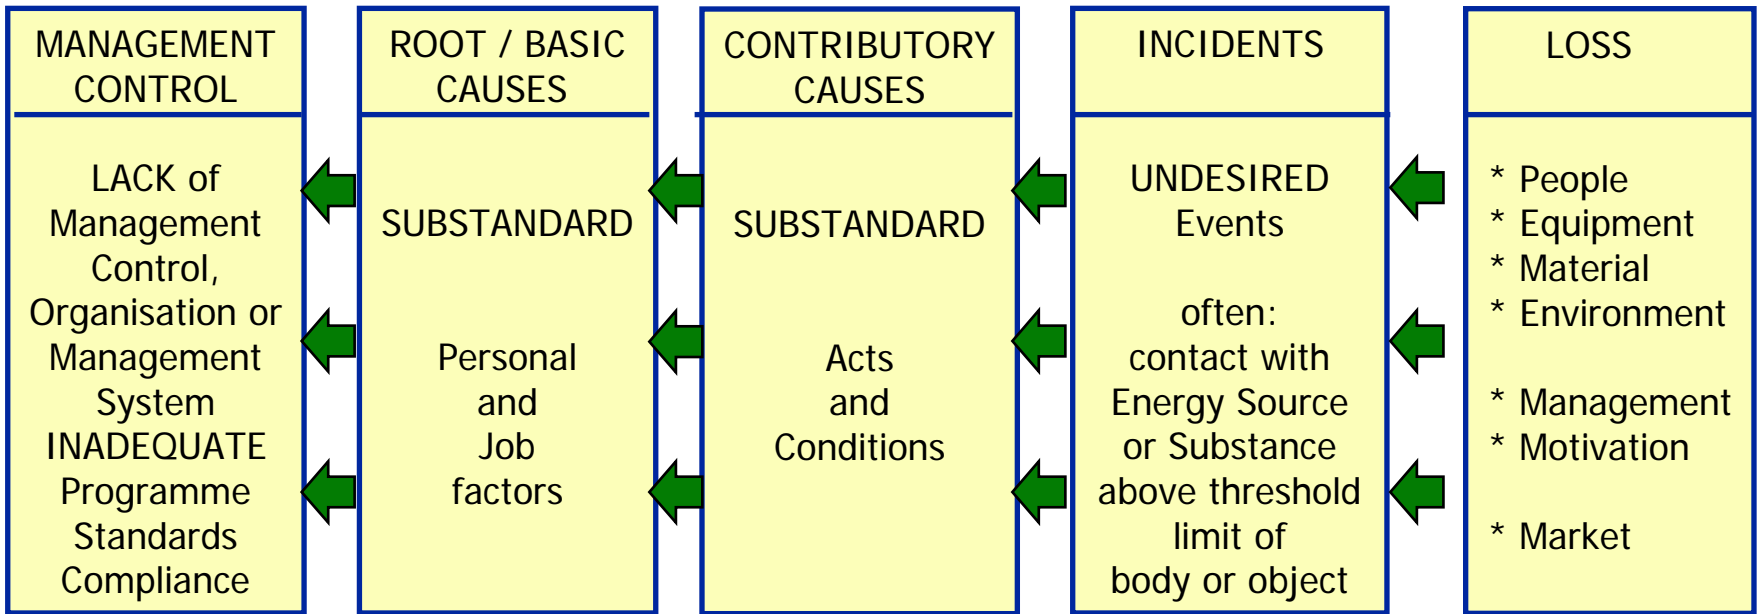 MANAGEMENT
CONTROL
LACK of
Management
Control,
Organisation or
Management
System
INADEQUATE
Programme
Standards
Compliance
ROOT / BASIC
CAUSES
SUBSTANDARD
Personal
and
Job
factors
CONTRIBUTORY
CAUSES
SUBSTANDARD
Acts
and
Conditions
INCIDENTS
UNDESIRED
Events
often:
contact with
Energy Source
or Substance
above threshold
limit of
body or object
LOSS
* People
* Equipment
* Material
* Environment
* Management
* Motivation
* Market